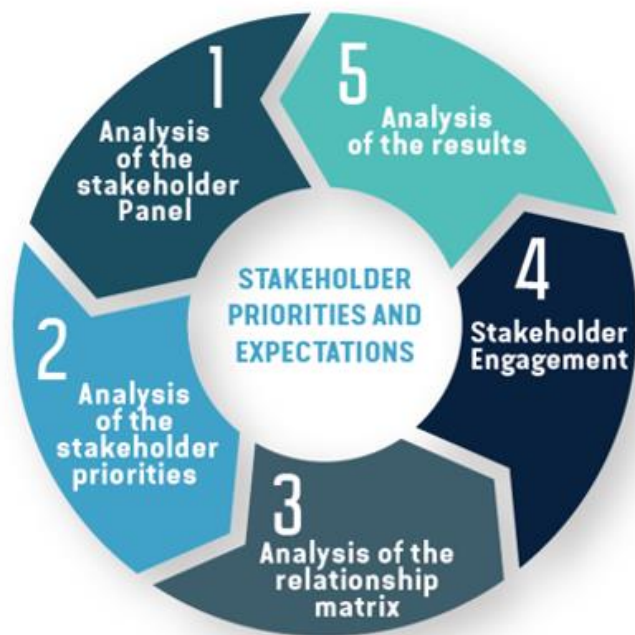 1
Analysis
of the
stakeholder
Panel
2
Analysis
of the
stakeholder
priorities
3
Analysis of the
relationship
matrix
4
Stakeholder
Engagement
5
Analysis
of the results
STAKEHOLDER
PRIORITIES AND
EXPECTATIONS